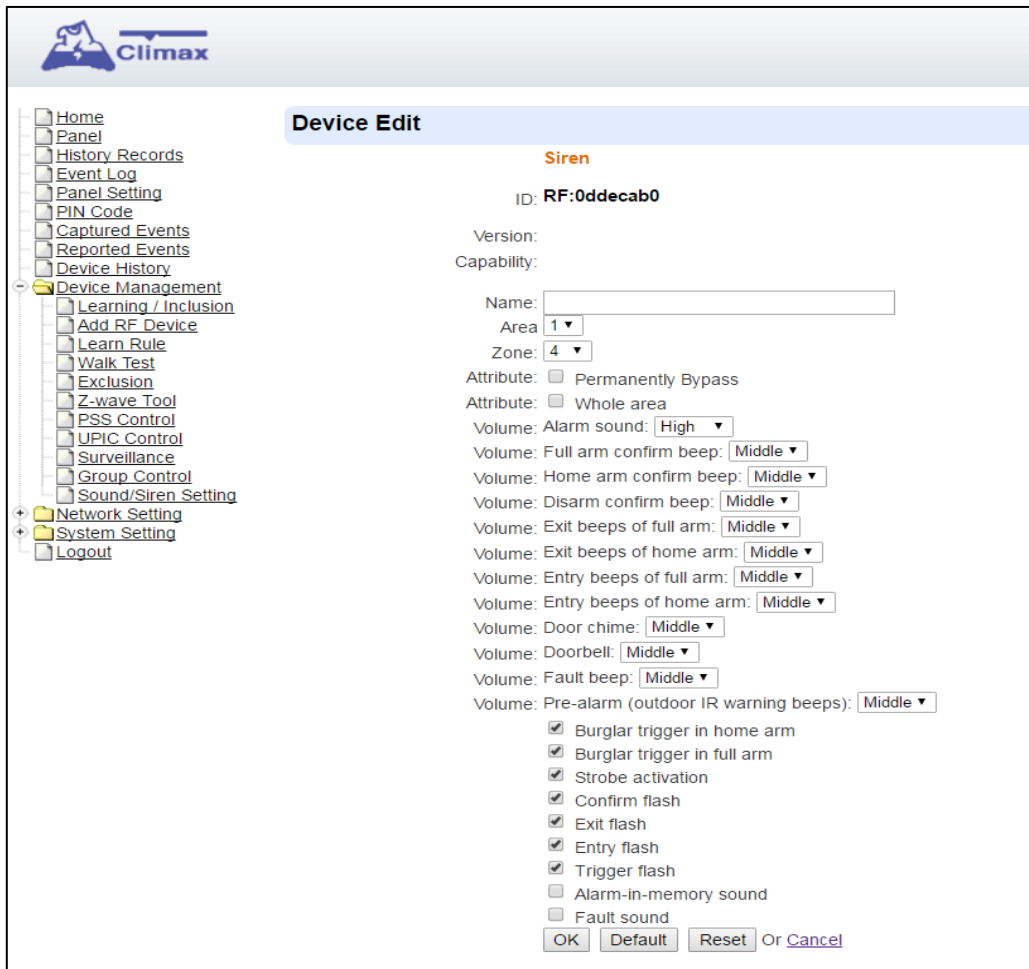 Climax
Home
Panel
History Records
Event Log
Panel Setting
PIN Code
Captured Events
Reported Events
Device History
Device Management
Learning / Inclusion
Add RF Device
Learn Rule
Walk Test
Exclusion
Z-wave Tool
PSS Control
UPIC Control
Surveillance
Group Control
Sound/Siren Setting
Network Setting
System Setting
Logout
Device Edit
Siren
ID: RF:0ddecab0
Version:
Capability:
Name:
Area 1
Zone: 4
Attribute: Permanently Bypass
Attribute: Whole area
Volume: Alarm sound: High
Volume: Full arm confirm beep: Middle
Volume: Home arm confirm beep: Middle
Volume: Disarm confirm beep: Middle
Volume: Exit beeps of full arm: Middle
Volume: Exit beeps of home arm: Middle
Volume: Entry beeps of full arm: Middle
Volume: Entry beeps of home arm: Middle
Volume: Door chime: Middle
Volume: Doorbell: Middle
Volume: Fault beep: Middle
Volume: Pre-alarm (outdoor IR warning beeps): Middle
Burglar trigger in home arm
Burglar trigger in full arm
Strobe activation
Confirm flash
Exit flash
Entry flash
Trigger flash
Alarm-in-memory sound
Fault sound
OK Default Reset Or Cancel